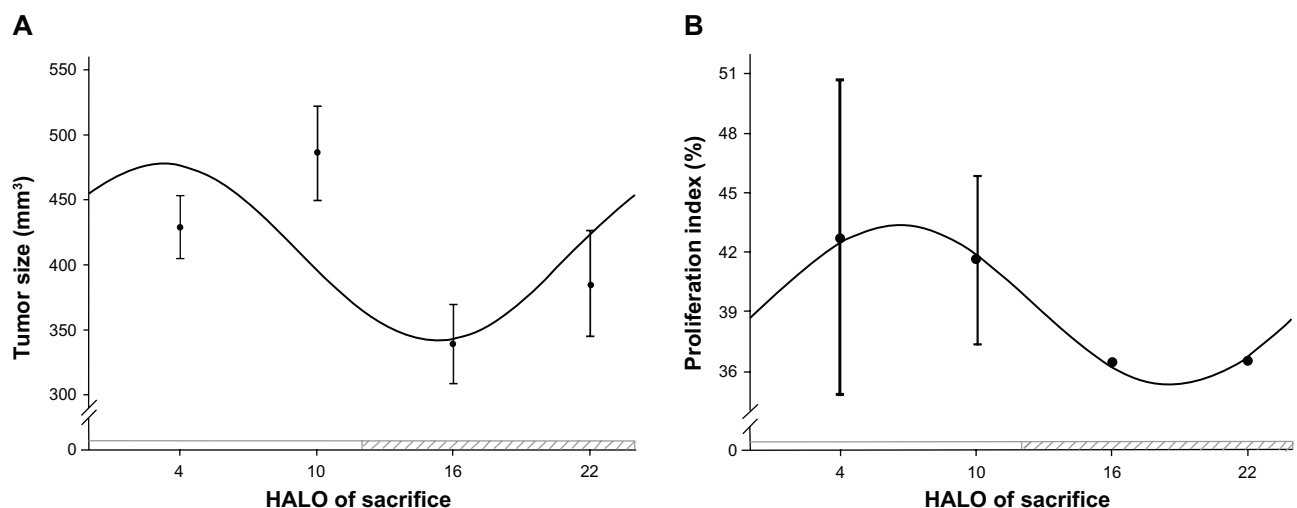 A
Tumor size (mm³)
550
500
450
400
350
300
0
4 10 16 22
HALO of sacrifice
B
Proliferation index (%)
51
48
45
42
39
36
0
4 10 16 22
HALO of sacrifice